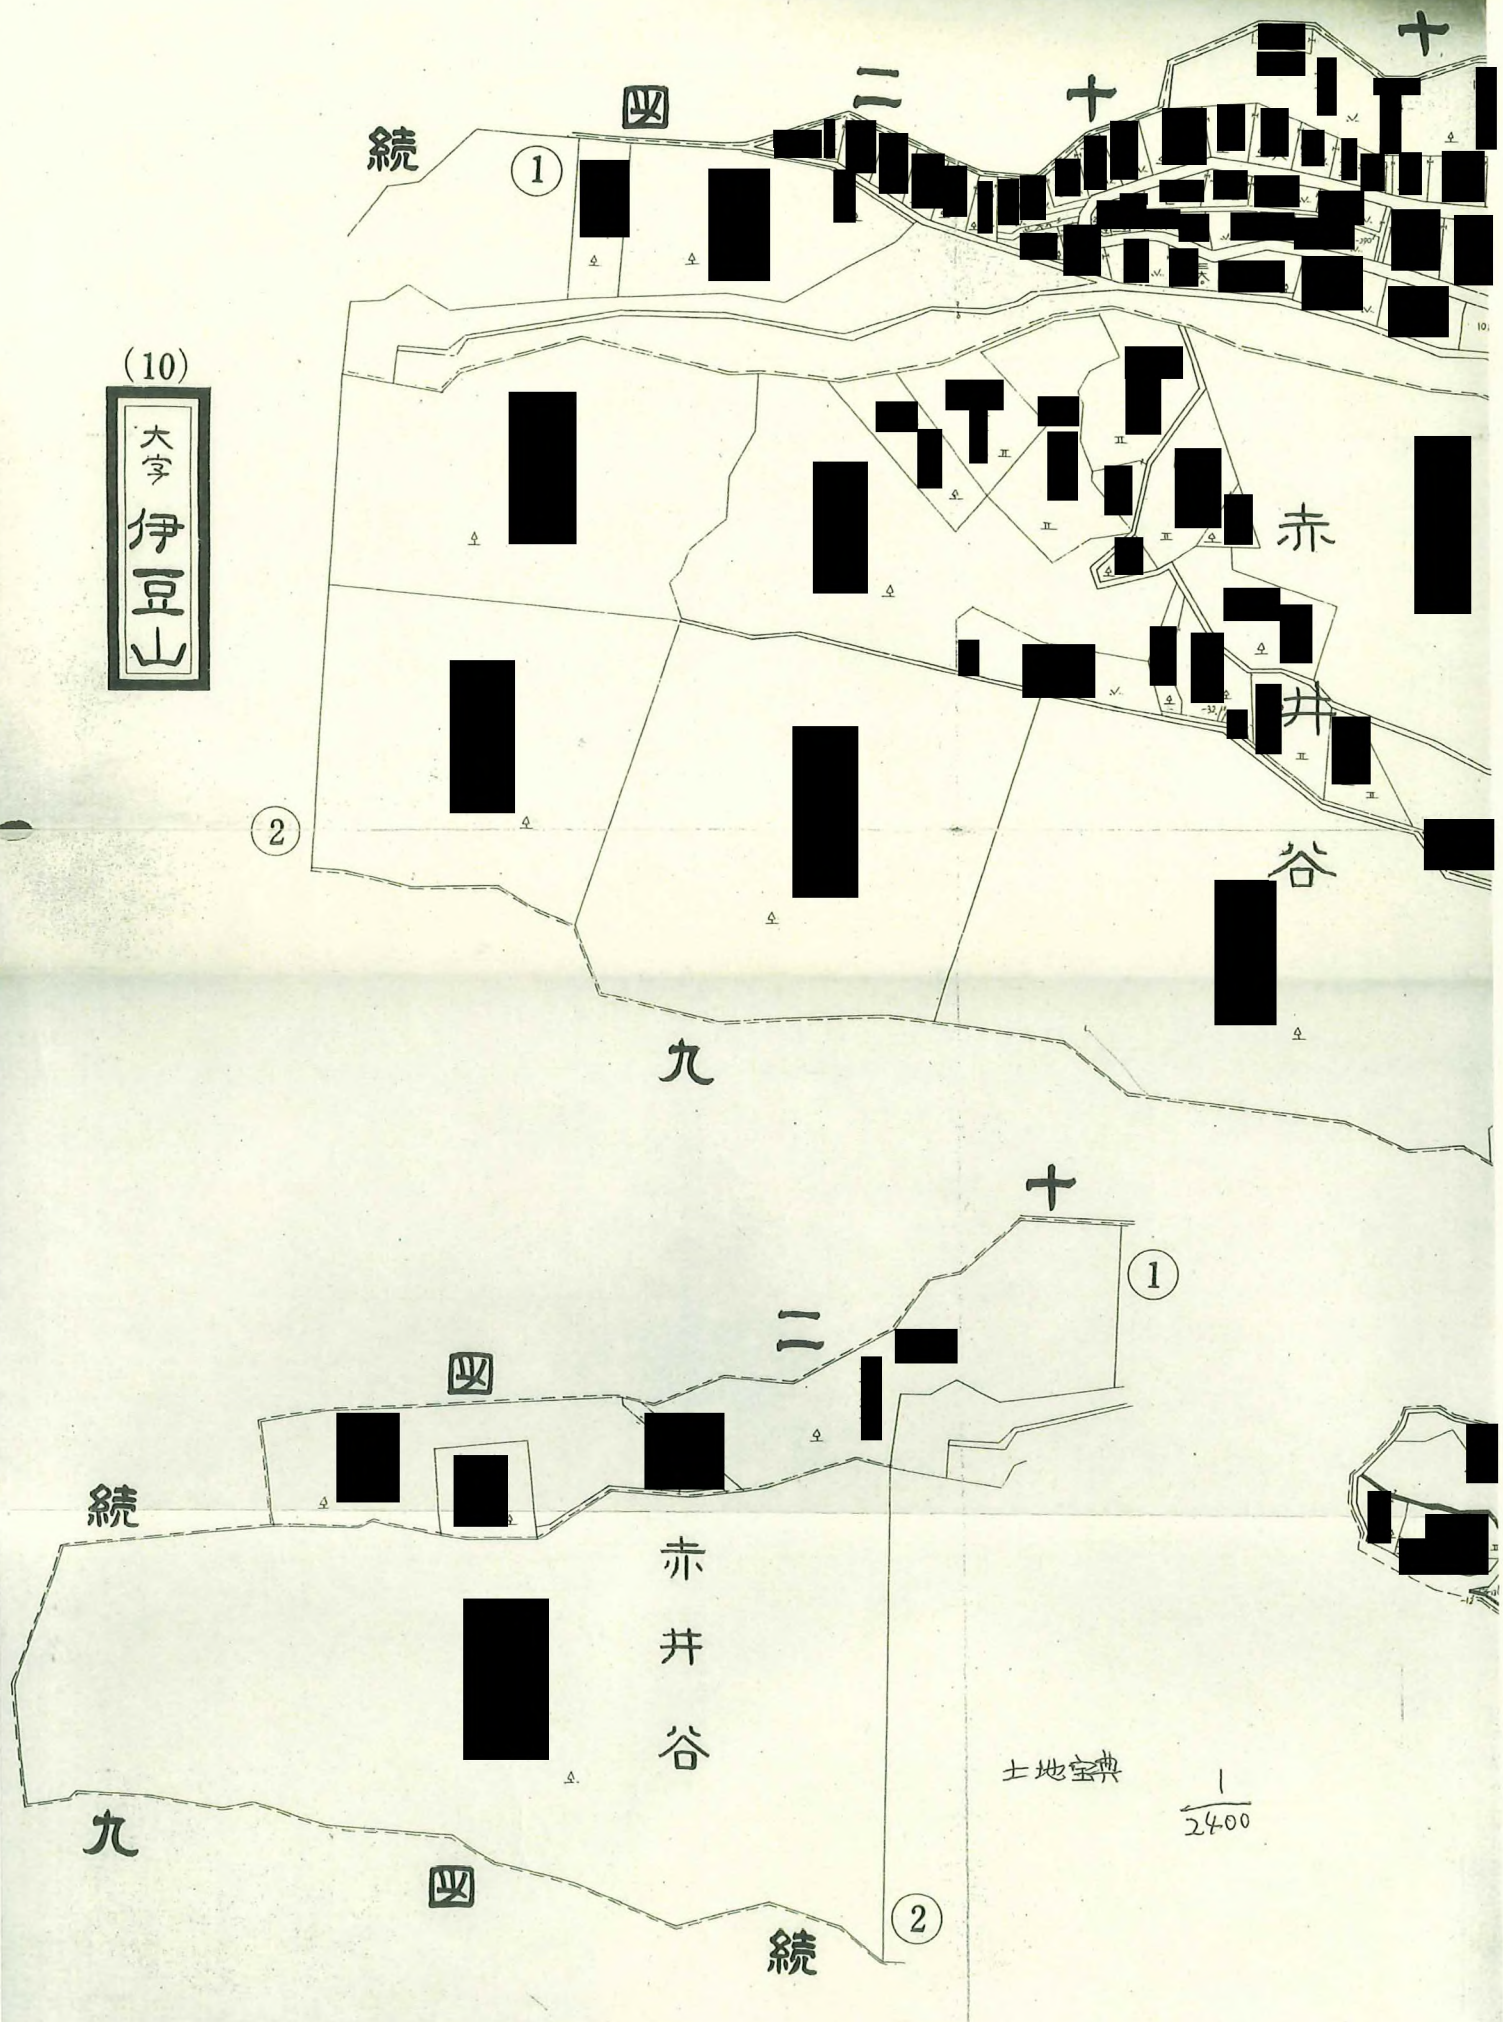 十
十 二 図 続
①
(10)
大字 伊豆山
赤井谷
②
九
十
①
二
図
続
赤井谷
土地宝典
1/2400
九
図
続
②